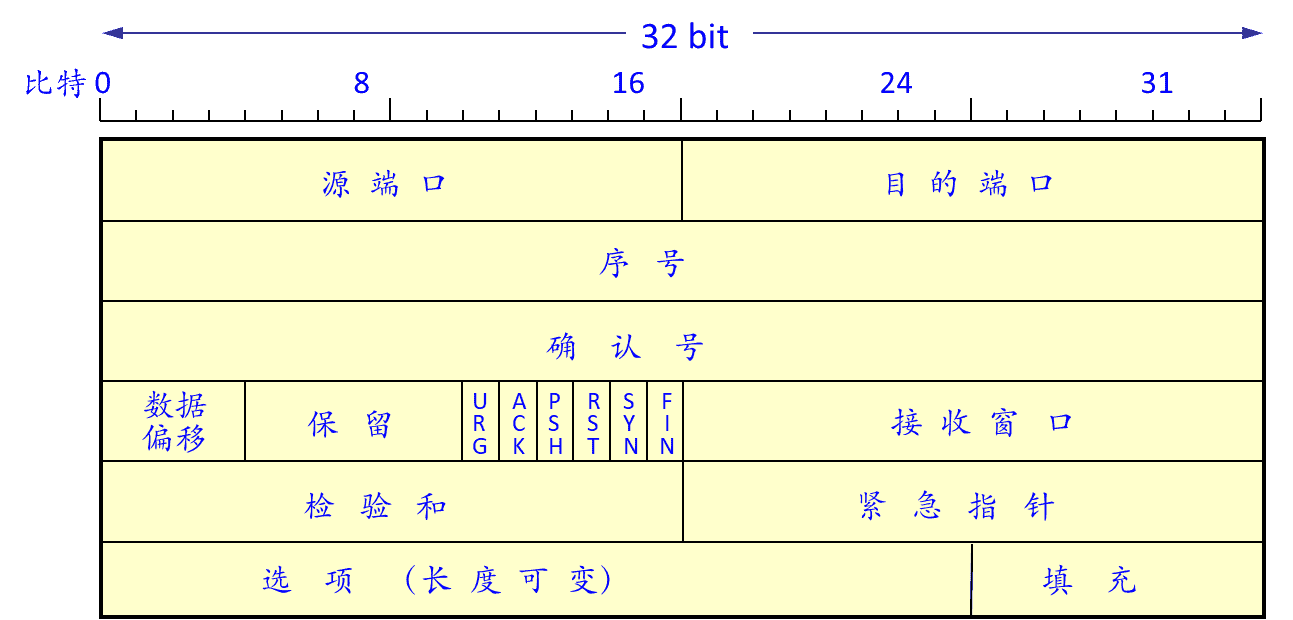 32 bit
比特 0 8 16 24 31
源端口 目的端口
序号
确认号
数据偏移 保留 URG ACK PSH RST SYN FIN 接收窗口
检验和 紧急指针
选项 (长度可变) 填充